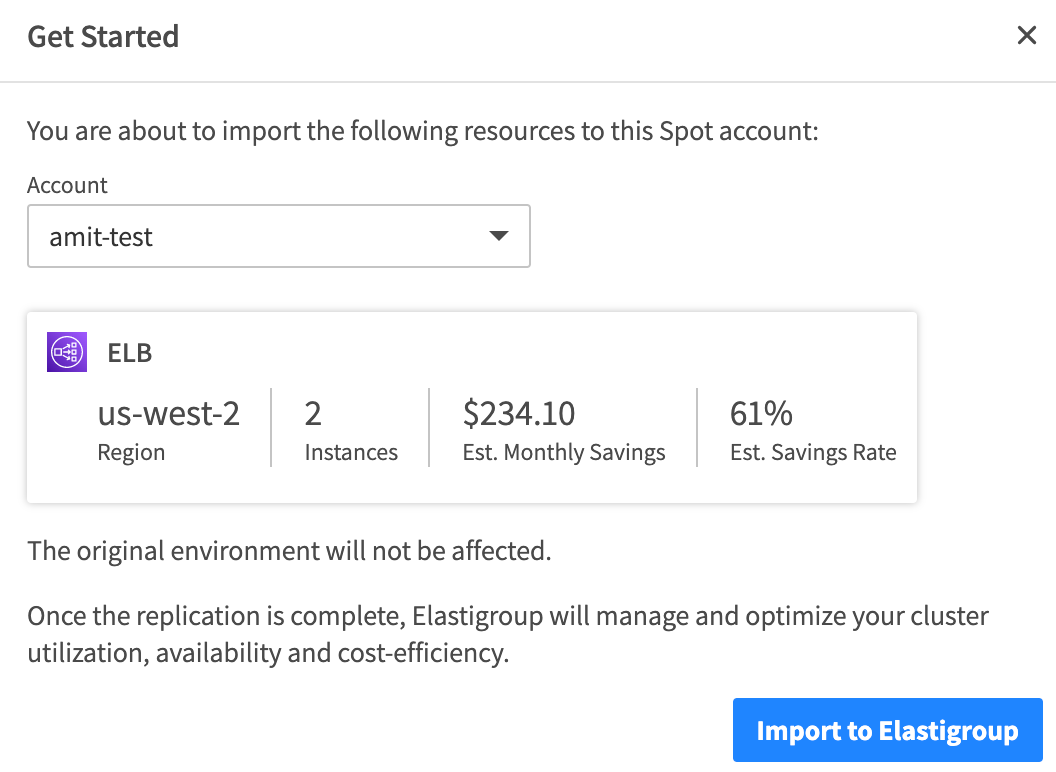 Get Started
You are about to import the following resources to this Spot account:
Account
amit-test
ELB
us-west-2
Region
2
Instances
$234.10
Est. Monthly Savings
61%
Est. Savings Rate
The original environment will not be affected.
Once the replication is complete, Elastigroup will manage and optimize your cluster
utilization, availability and cost-efficiency.
Import to Elastigroup